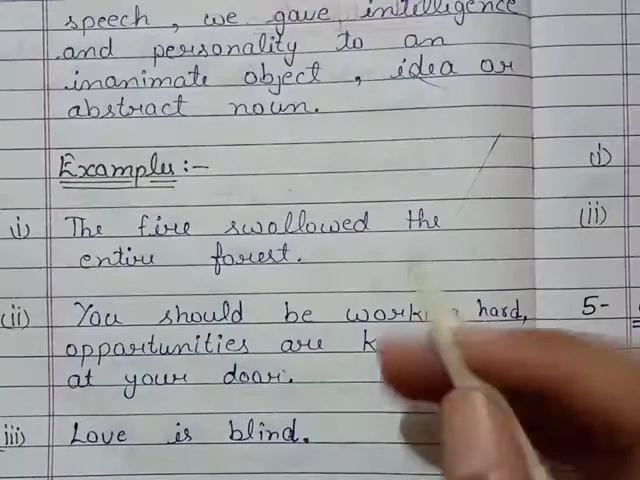 speech, we gave intelligence
and personality to an
inanimate object, idea or
abstract noun.
Examples:-
i) The fire swallowed the
entire forest.
(ii) You should be hard,
opportunities are
at your door.
iii) Love is blind.
(i)
(ii)
5-